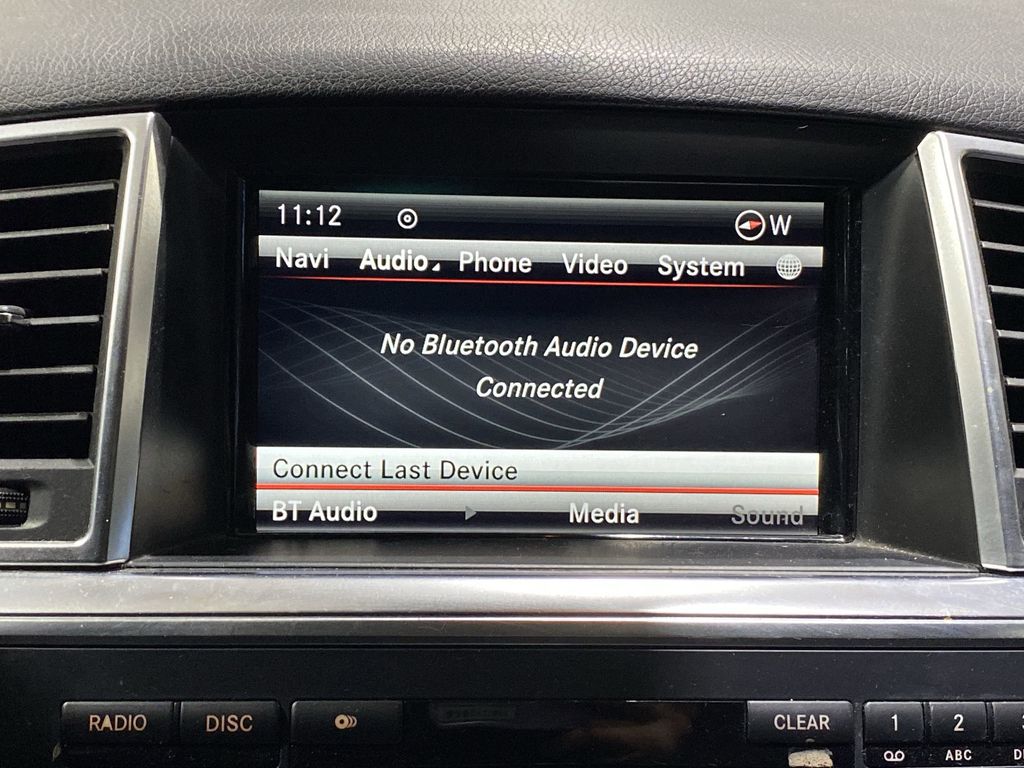 11:12 W
Navi Audio Phone Video System
No Bluetooth Audio Device
Connected
Connect Last Device
BT Audio Media Sound
RADIO DISC CLEAR 1 2
ABC